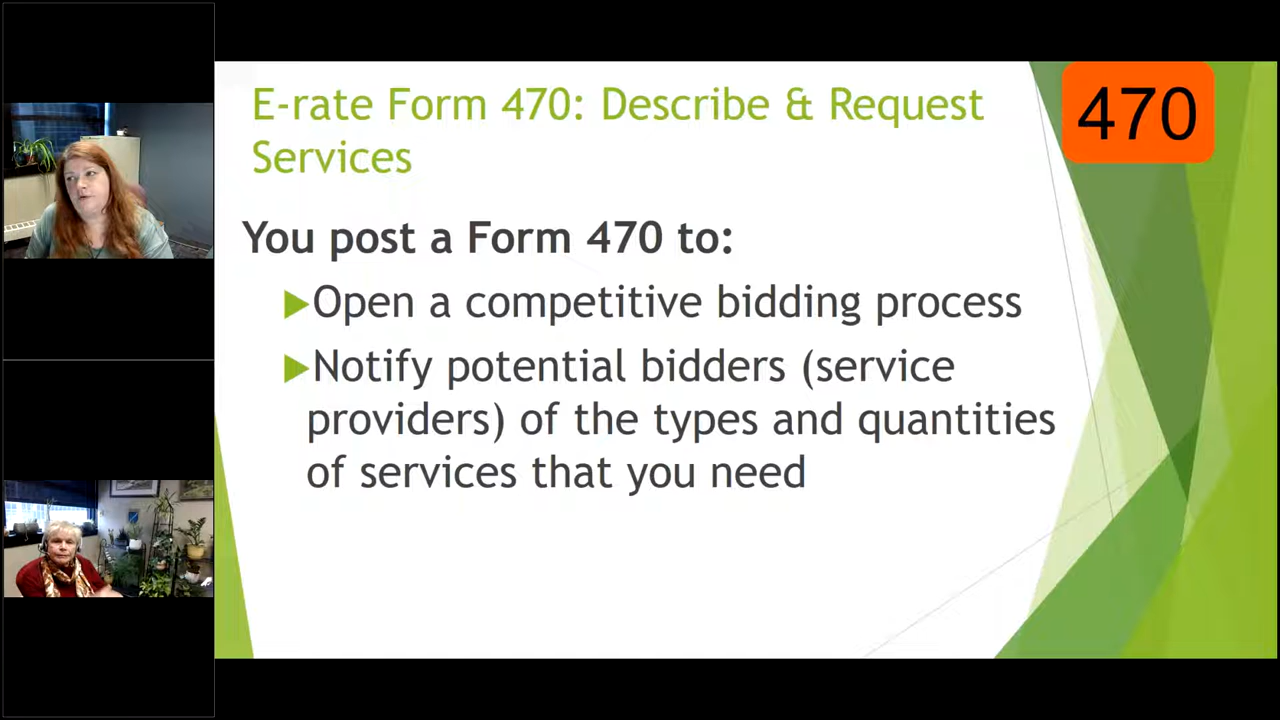 E-rate Form 470: Describe & Request
Services
470
You post a Form 470 to:
Open a competitive bidding process
Notify potential bidders (service
providers) of the types and quantities
of services that you need